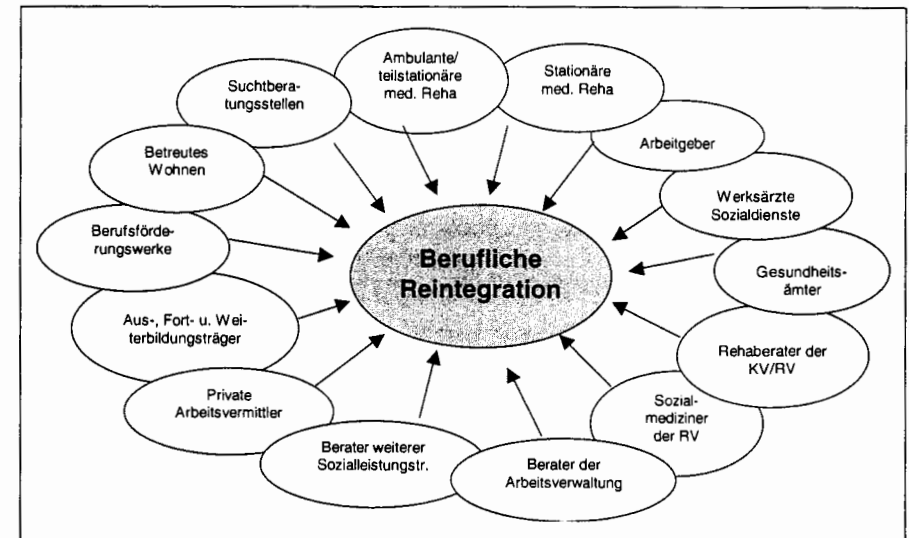 Ambulante/
teilstationäre
med. Reha
Stationäre
med. Reha
Arbeitgeber
Werksärzte
Sozialdienste
Gesundheits-
ämter
Rehaberater der
KV/RV
Sozial-
mediziner
der RV
Berater der
Arbeitsverwaltung
Berater weiterer
Sozialleistungstr.
Private
Arbeitsvermittler
Aus-, Fort- u. Wei-
terbildungsträger
Berufsförde-
rungswerke
Betreutes
Wohnen
Suchtbera-
tungsstellen
Berufliche
Reintegration